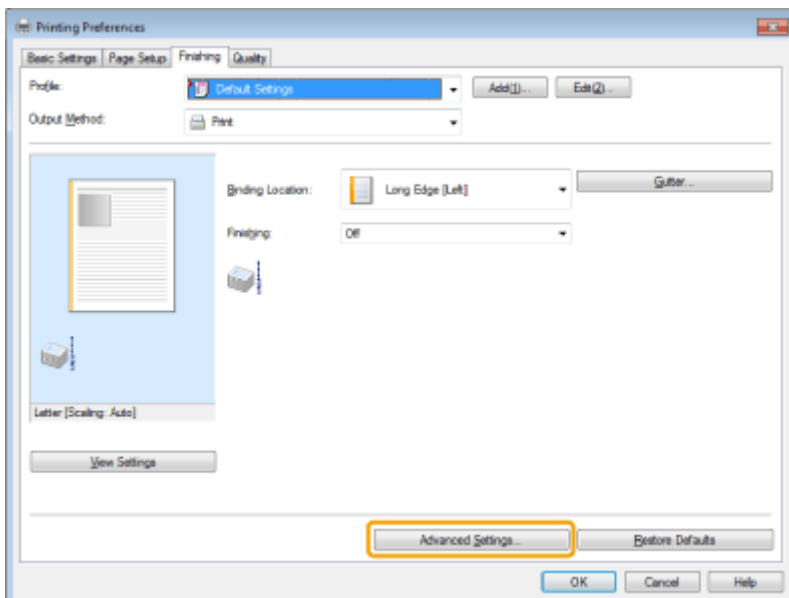 Printing Preferences
Basic Settings Page Setup Finishing Quality
Profile: Default Settings Add(1)... Edit(2)...
Output Method: Print
Binding Location: Long Edge [Left] Gutter...
Finishing: Off
Letter [Scaling: Auto]
View Settings
Advanced Settings... Restore Defaults
OK Cancel Help